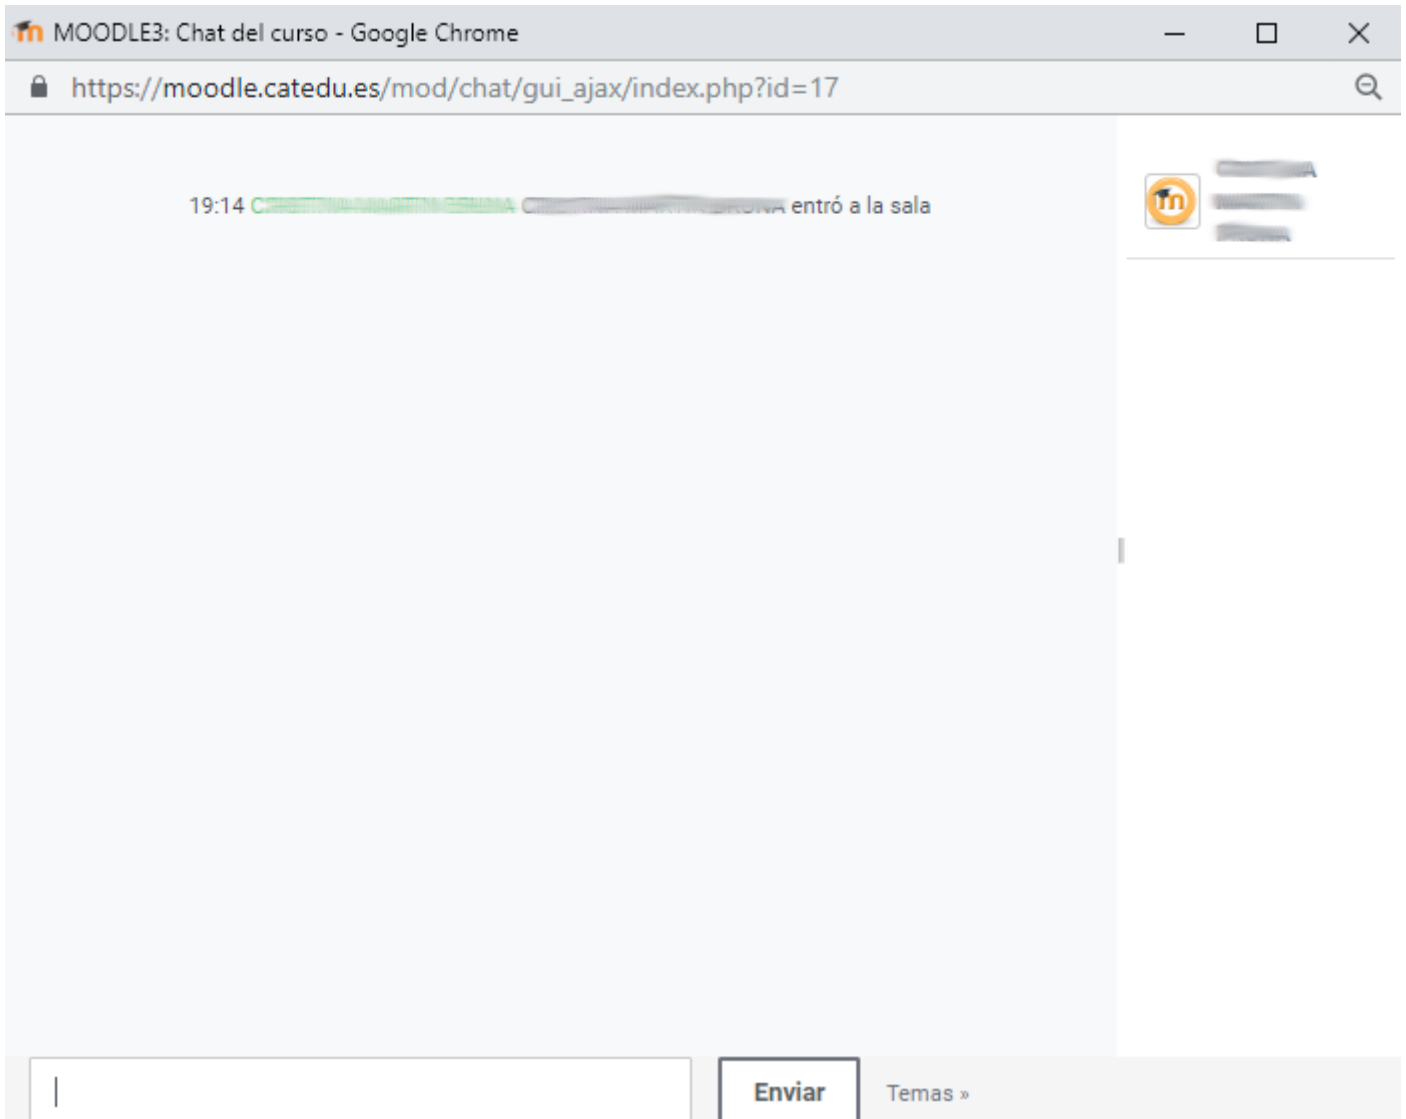 MOODLE3: Chat del curso - Google Chrome
https://moodle.catedu.es/mod/chat/gui_ajax/index.php?id=17
19:14 entró a la sala
Enviar Temas »